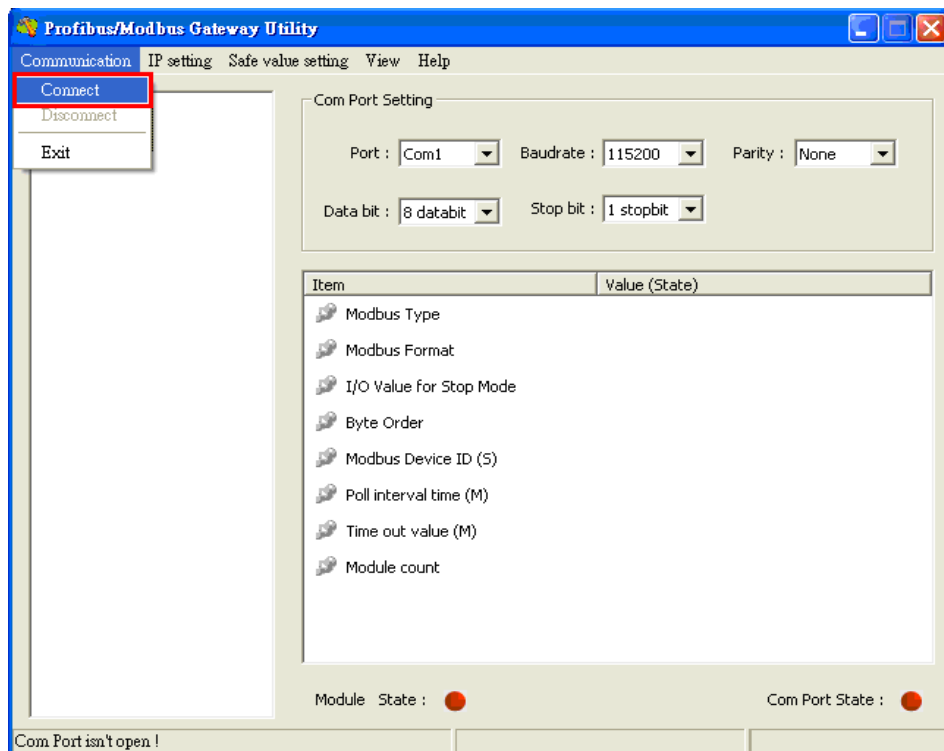 Profibus/Modbus Gateway Utility
Communication IP setting Safe value setting View Help
Connect
Disconnect
Exit
Com Port Setting
Port : Com1 Baudrate : 115200 Parity : None
Data bit : 8 databit Stop bit : 1 stopbit
Item Value (State)
Modbus Type
Modbus Format
I/O Value for Stop Mode
Byte Order
Modbus Device ID (S)
Poll interval time (M)
Time out value (M)
Module count
Module State : Com Port State :
Com Port isn't open !